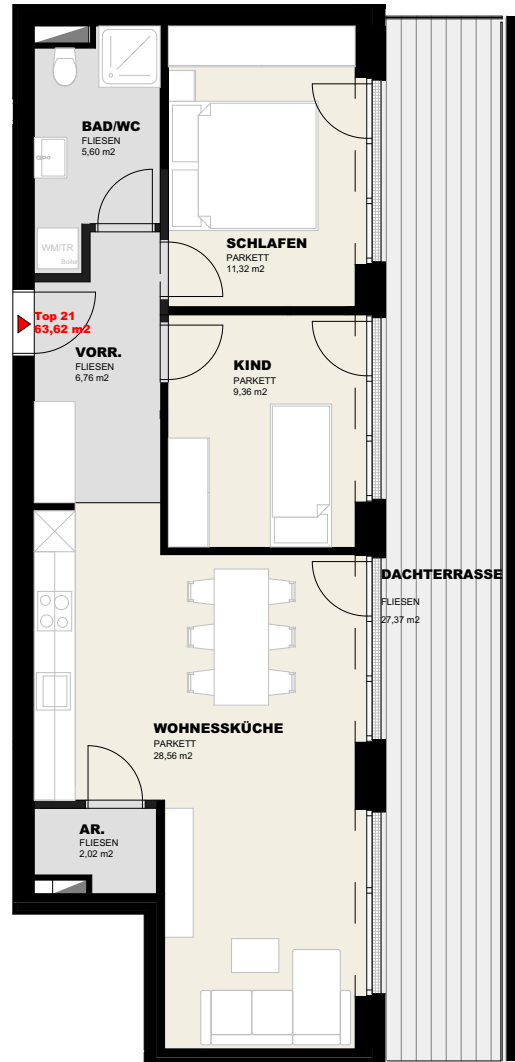 BAD/WC
FLIESEN
5,60 m2
WM/TR
Boiler
SCHLAFEN
PARKETT
11,32 m2
Top 21
63,62 m2
VORR.
FLIESEN
6,76 m2
KIND
PARKETT
9,36 m2
DACHTERRASSE
FLIESEN
27,37 m2
WOHNESSKÜCHE
PARKETT
28,56 m2
AR.
FLIESEN
2,02 m2